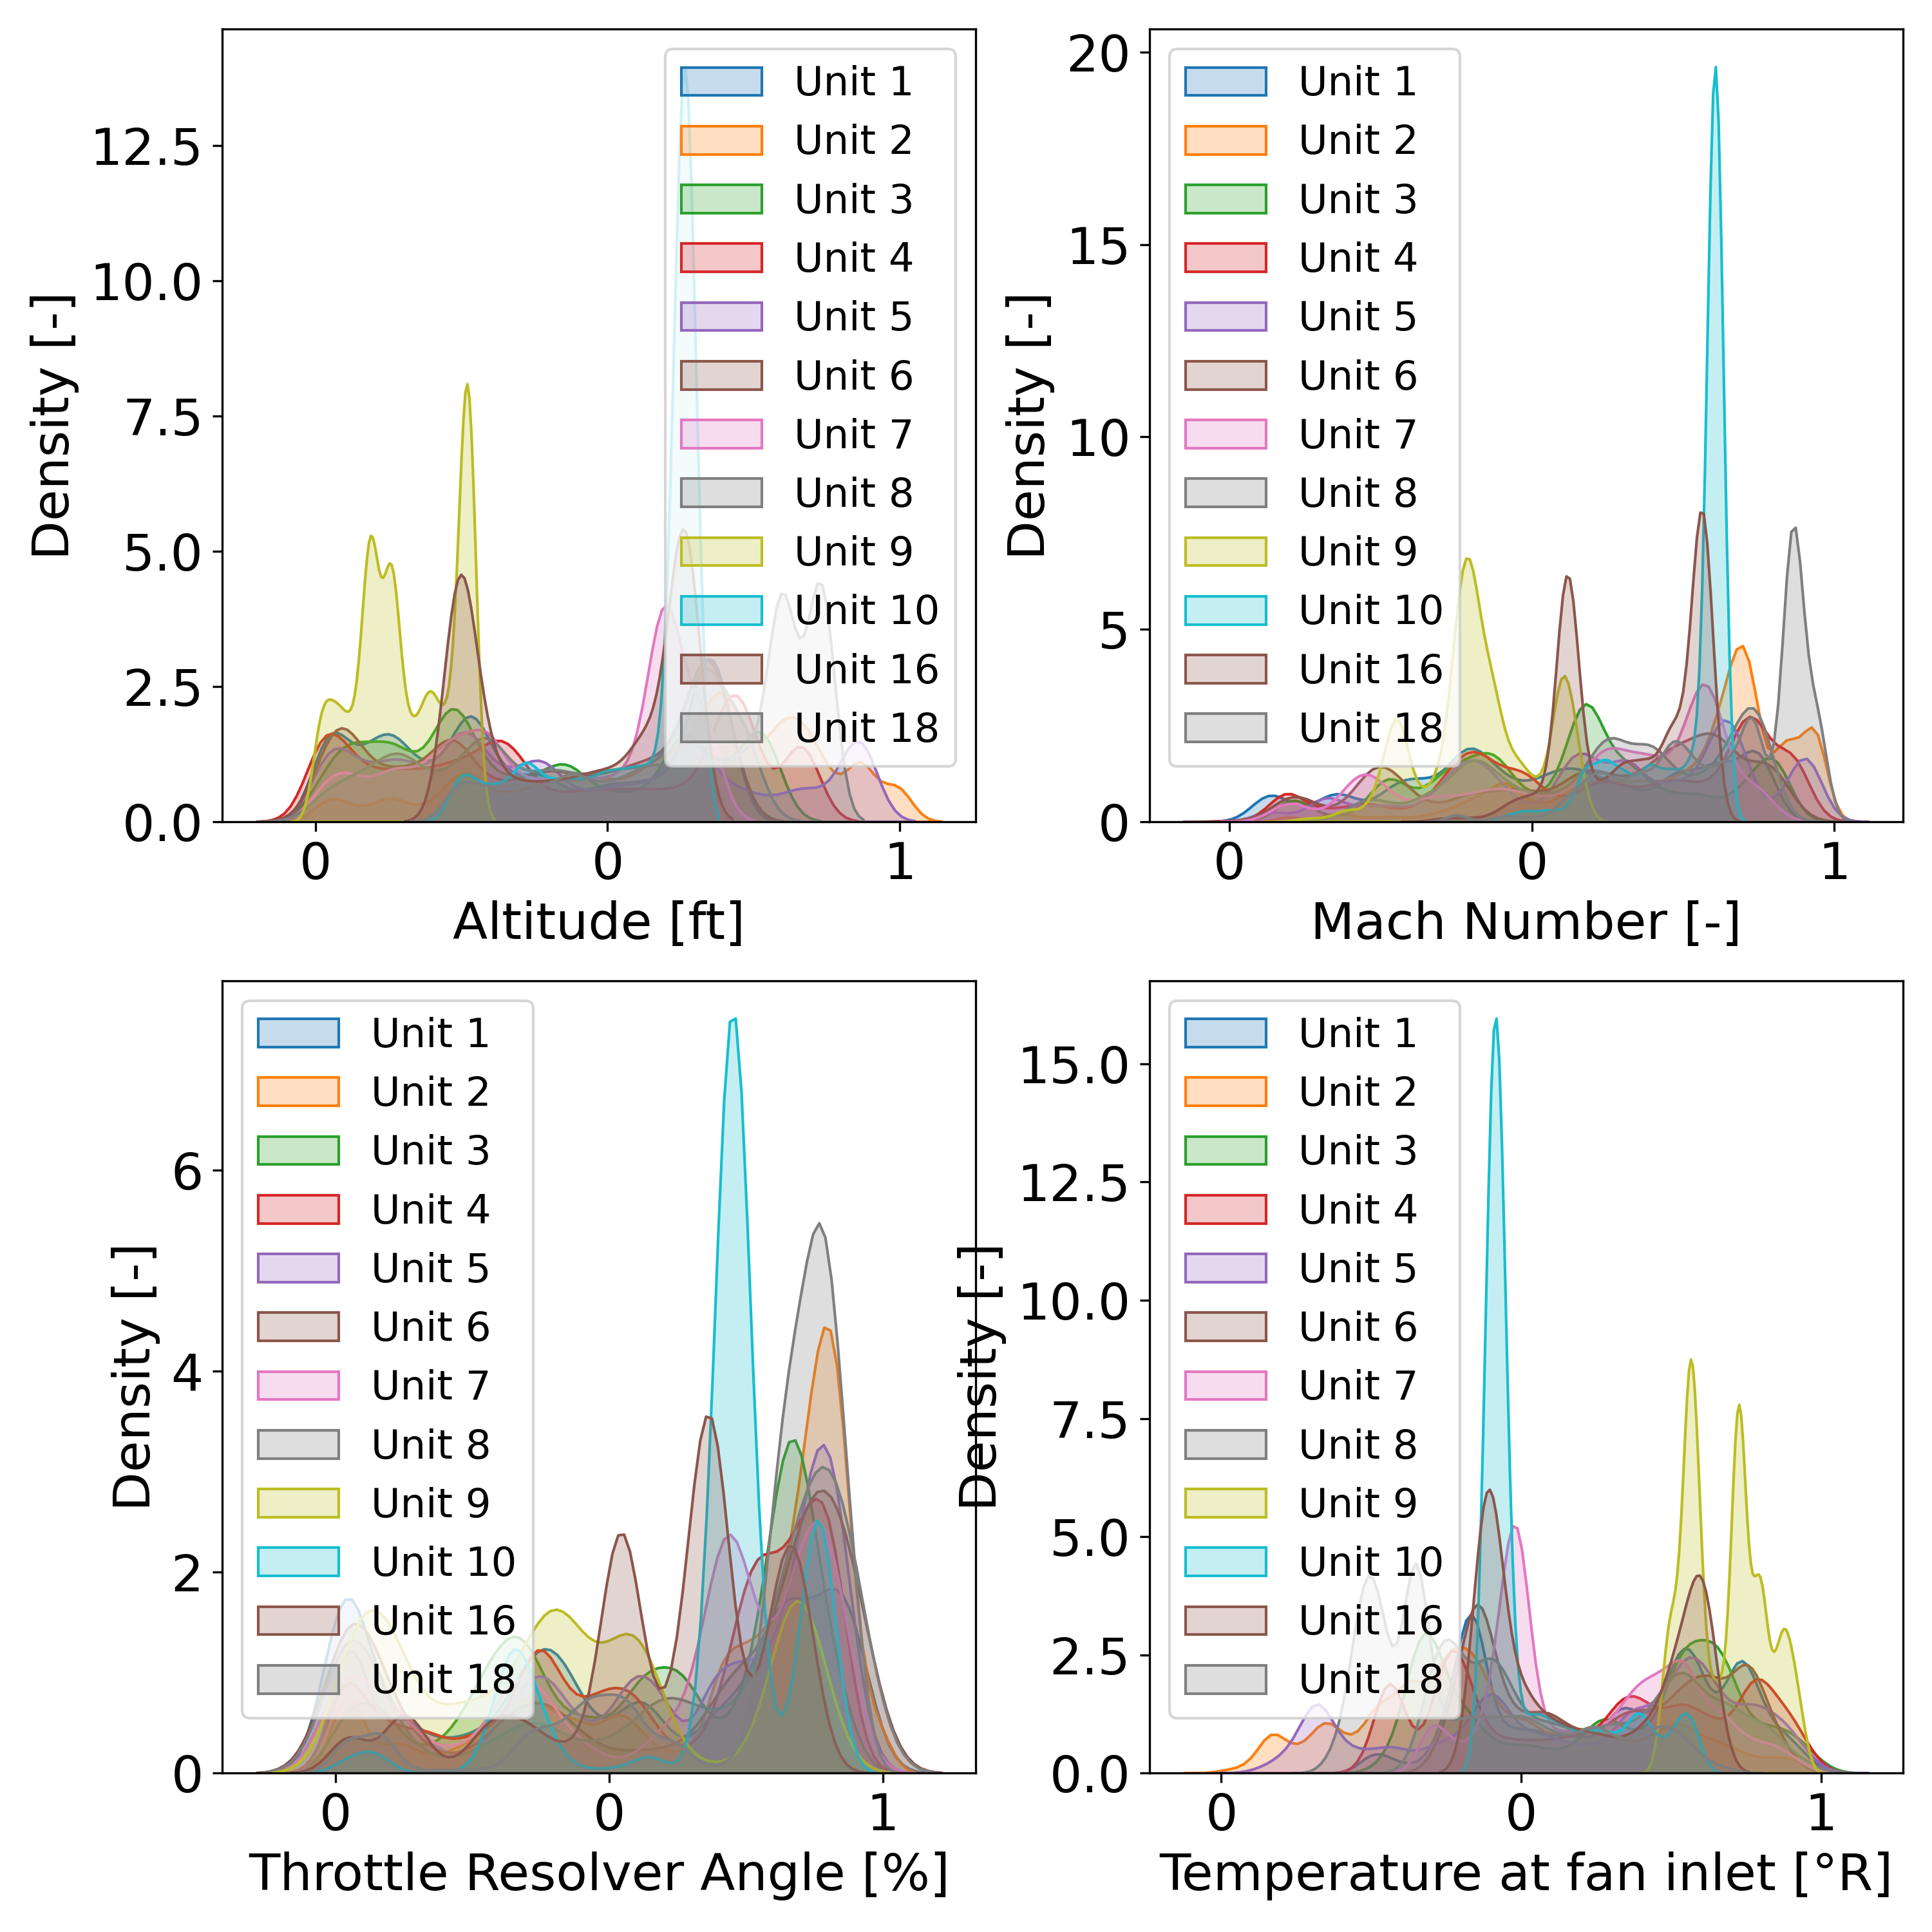 Density [-]
12.5
10.0
7.5
5.0
2.5
0.0
0
0
1
Altitude [ft]
Unit 1
Unit 2
Unit 3
Unit 4
Unit 5
Unit 6
Unit 7
Unit 8
Unit 9
Unit 10
Unit 16
Unit 18
Density [-]
20
15
10
5
0
0
0
1
Mach Number [-]
Unit 1
Unit 2
Unit 3
Unit 4
Unit 5
Unit 6
Unit 7
Unit 8
Unit 9
Unit 10
Unit 16
Unit 18
Density [-]
6
4
2
0
0
0
1
Throttle Resolver Angle [%]
Unit 1
Unit 2
Unit 3
Unit 4
Unit 5
Unit 6
Unit 7
Unit 8
Unit 9
Unit 10
Unit 16
Unit 18
Density [-]
15.0
12.5
10.0
7.5
5.0
2.5
0.0
0
0
1
Temperature at fan inlet [°R]
Unit 1
Unit 2
Unit 3
Unit 4
Unit 5
Unit 6
Unit 7
Unit 8
Unit 9
Unit 10
Unit 16
Unit 18